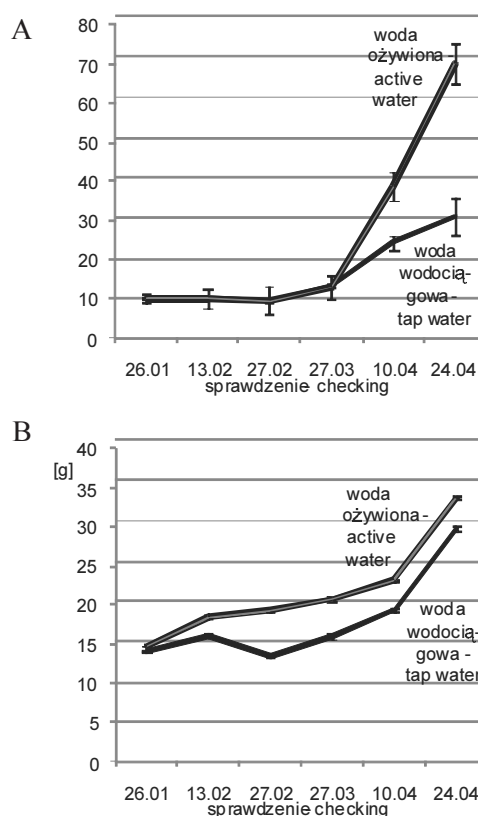 A
80
70
60
50
40
30
20
10
0
woda
ożywiona -
active
water
woda
wodocią-
gowa -
tap water
26.01 13.02 27.02 27.03 10.04 24.04
sprawdzenie checking
B
[g]
40
35
30
25
20
15
10
5
0
woda
ożywiona -
active
water
woda
wodocią-
gowa -
tap water
26.01 13.02 27.02 27.03 10.04 24.04
sprawdzenie checking